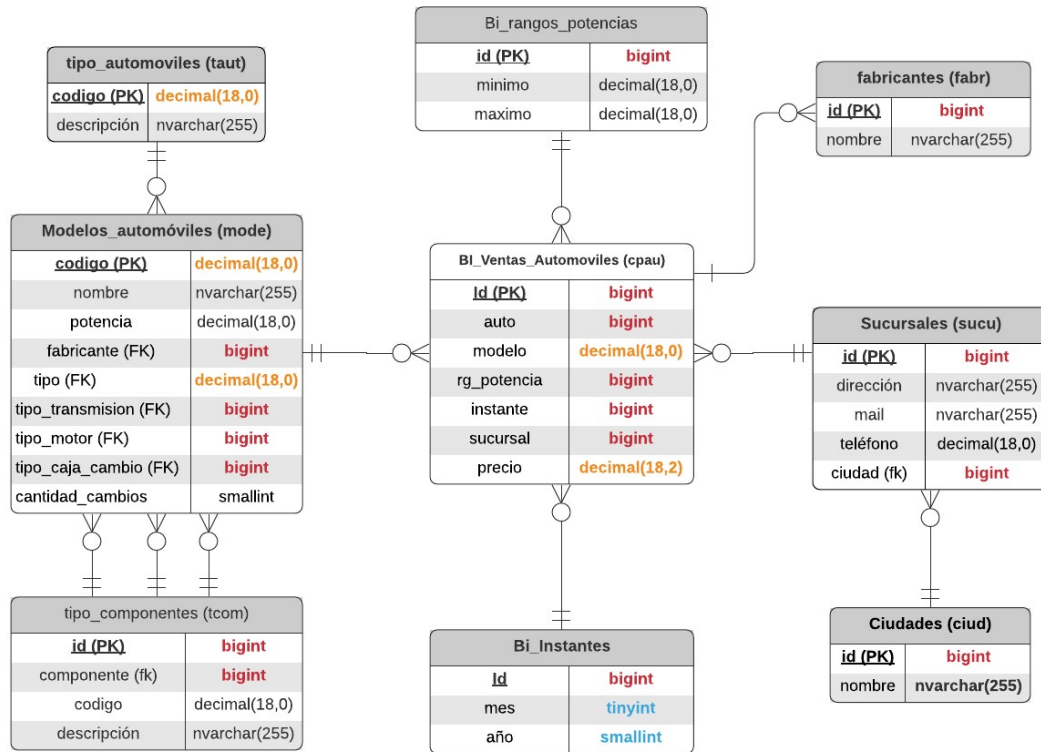 Bi_rangos_potencias
id (PK) bigint
minimo decimal(18,0)
maximo decimal(18,0)
tipo_automoviles (taut)
codigo (PK) decimal(18,0)
descripción nvarchar(255)
fabricantes (fabr)
id (PK) bigint
nombre nvarchar(255)
Modelos_automóviles (mode)
codigo (PK) decimal(18,0)
nombre nvarchar(255)
potencia decimal(18,0)
fabricante (FK) bigint
tipo (FK) decimal(18,0)
tipo_transmision (FK) bigint
tipo_motor (FK) bigint
tipo_caja_cambio (FK) bigint
cantidad_cambios smallint
BI_Ventas_Automoviles (cpau)
Id (PK) bigint
auto bigint
modelo decimal(18,0)
rg_potencia bigint
instante bigint
sucursal bigint
precio decimal(18,2)
Sucursales (sucu)
id (PK) bigint
dirección nvarchar(255)
mail nvarchar(255)
teléfono decimal(18,0)
ciudad (fk) bigint
tipo_componentes (tcom)
id (PK) bigint
componente (fk) bigint
codigo decimal(18,0)
descripción nvarchar(255)
Bi_Instantes
Id bigint
mes tinyint
año smallint
Ciudades (ciud)
id (PK) bigint
nombre nvarchar(255)